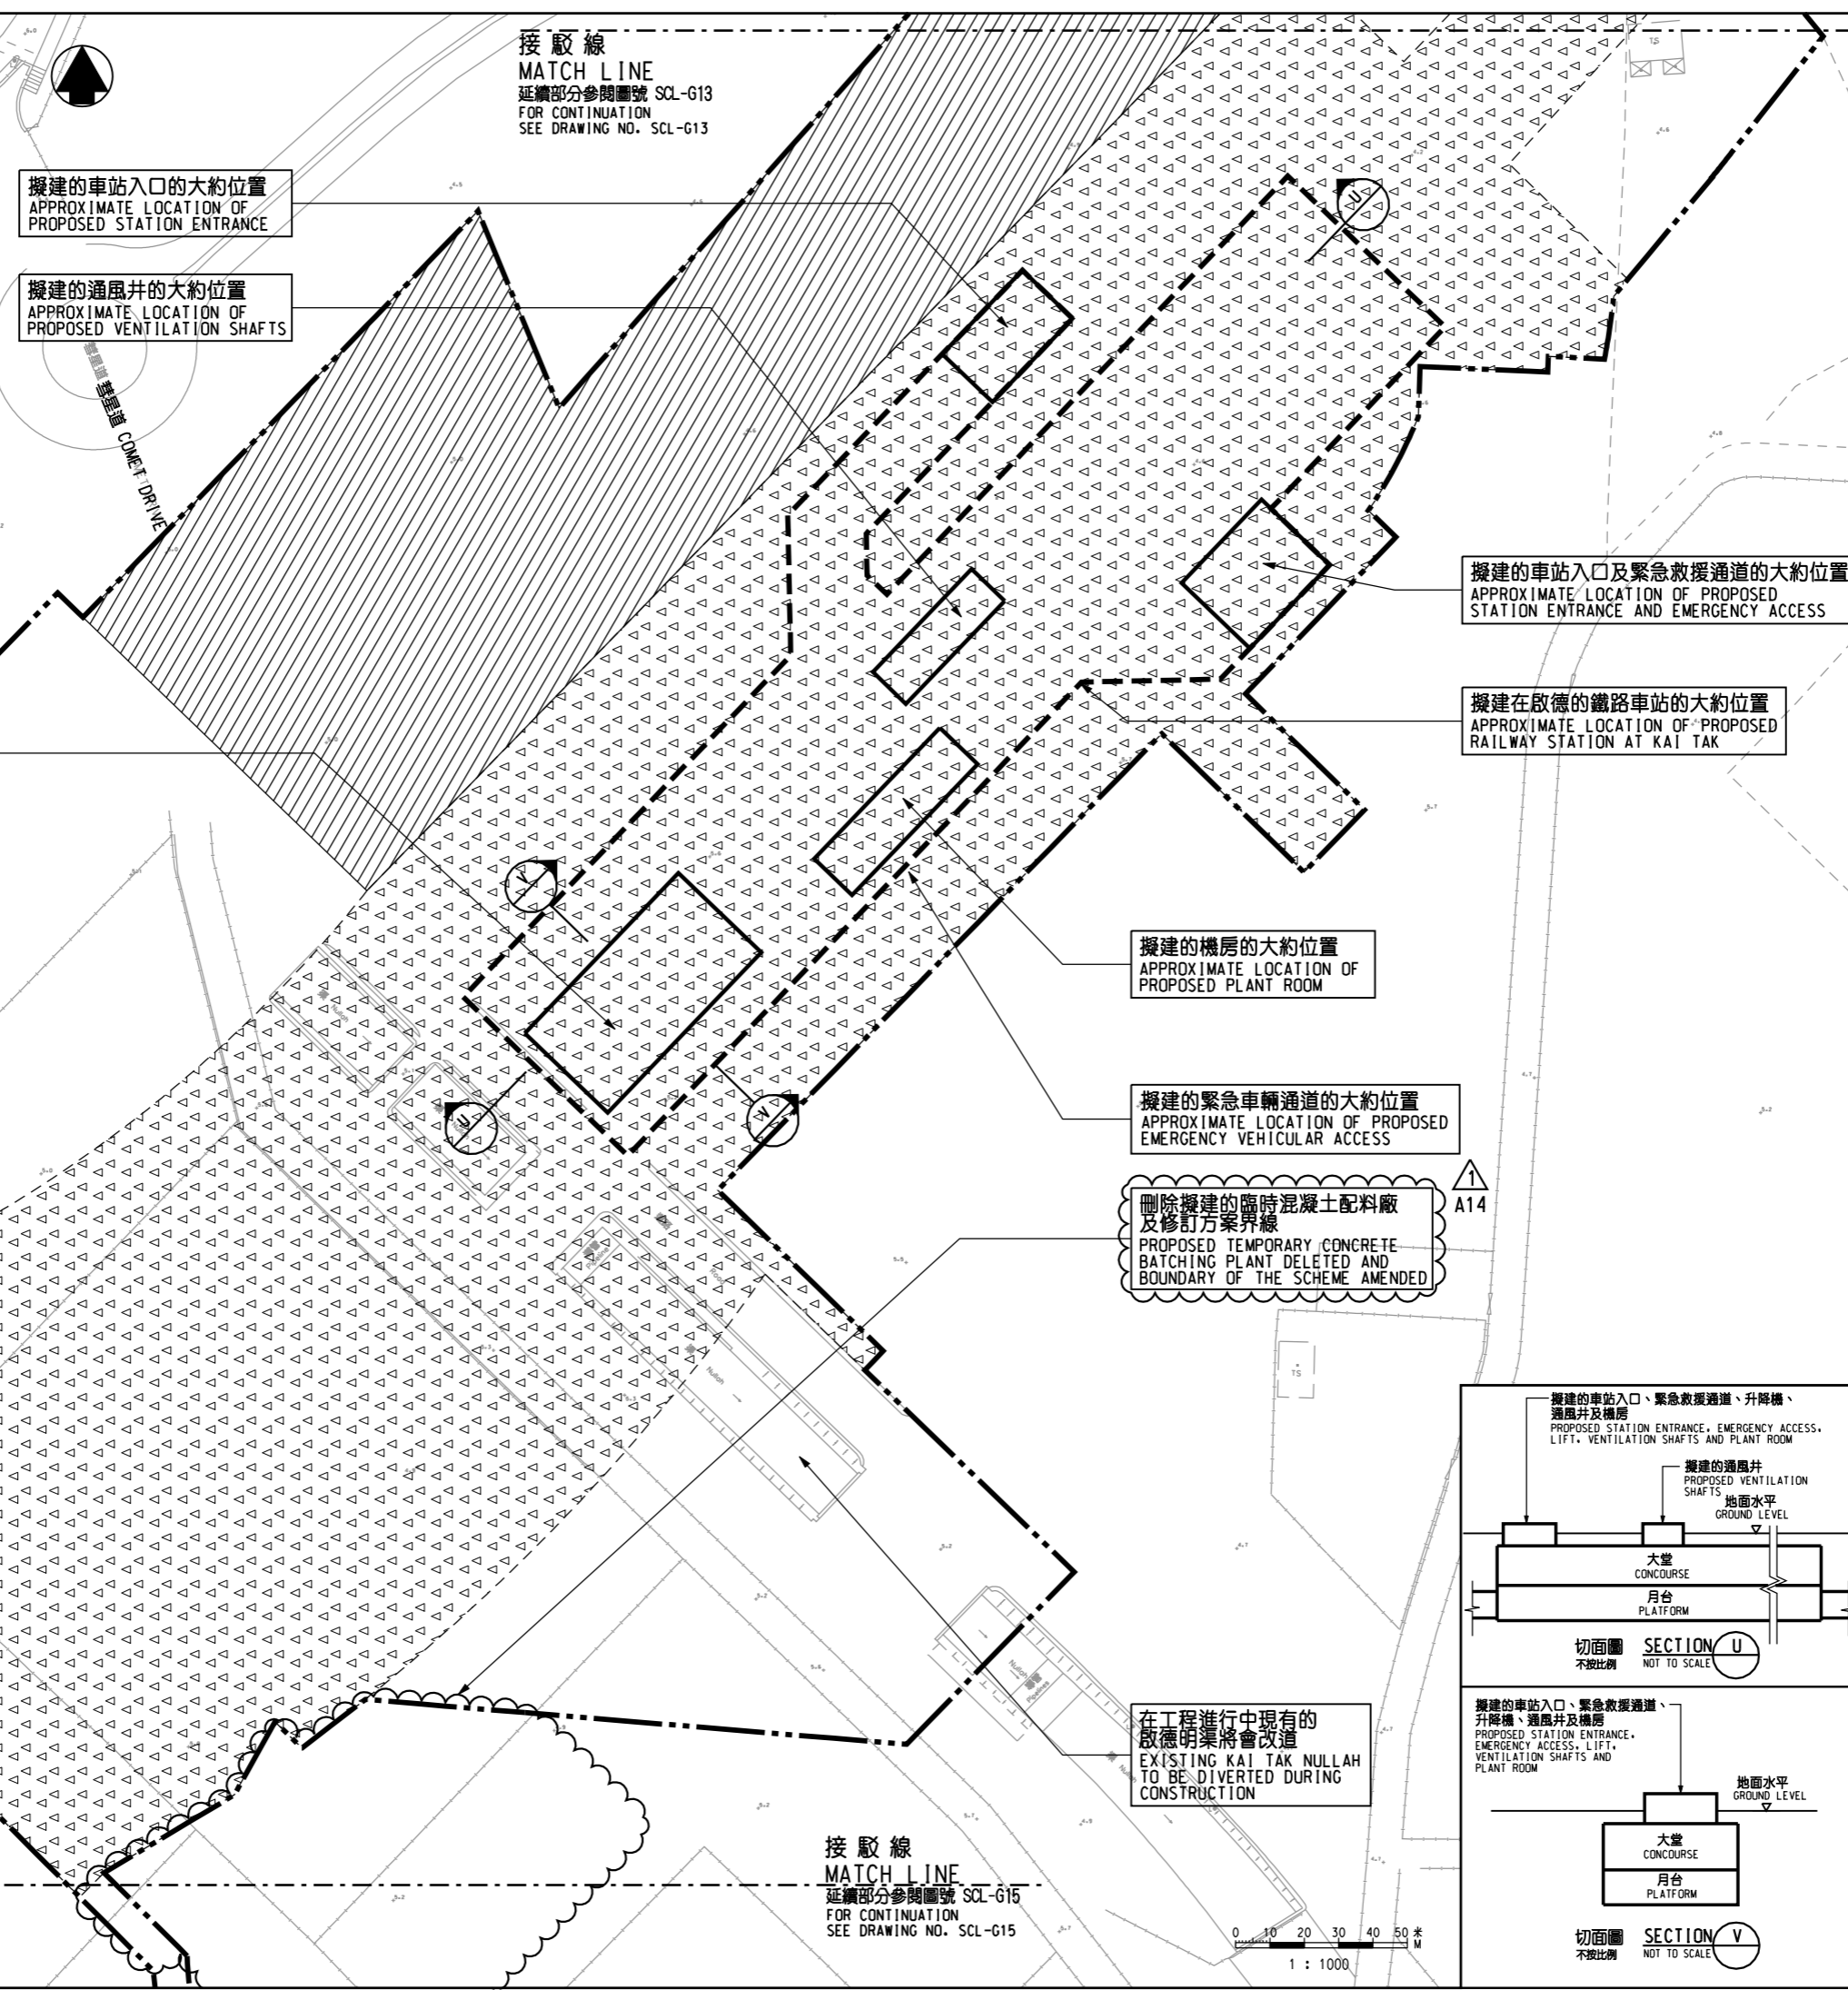 接駁線
MATCH LINE
延續部分參閱圖號 SCL-G13
FOR CONTINUATION
SEE DRAWING NO. SCL-G13
擬建的車站入口的大約位置
APPROXIMATE LOCATION OF
PROPOSED STATION ENTRANCE
擬建的通風井的大約位置
APPROXIMATE LOCATION OF
PROPOSED VENTILATION SHAFTS
彗星道 COMET DRIVE
TS
U
擬建的車站入口及緊急救援通道的大約位置
APPROXIMATE LOCATION OF PROPOSED
STATION ENTRANCE AND EMERGENCY ACCESS
擬建在啟德的鐵路車站的大約位置
APPROXIMATE LOCATION OF PROPOSED
RAILWAY STATION AT KAI TAK
V
擬建的機房的大約位置
APPROXIMATE LOCATION OF
PROPOSED PLANT ROOM
Nullah
U
V
擬建的緊急車輛通道的大約位置
APPROXIMATE LOCATION OF PROPOSED
EMERGENCY VEHICULAR ACCESS
1
A14
刪除擬建的臨時混凝土配料廠
及修訂方案界線
PROPOSED TEMPORARY CONCRETE
BATCHING PLANT DELETED AND
BOUNDARY OF THE SCHEME AMENDED
Pipeline
Road
Nullah
TS
Nullah
Pipelines
Nullah
在工程進行中現有的
啟德明渠將會改道
EXISTING KAI TAK NULLAH
TO BE DIVERTED DURING
CONSTRUCTION
接駁線
MATCH LINE
延續部分參閱圖號 SCL-G15
FOR CONTINUATION
SEE DRAWING NO. SCL-G15
0 10 20 30 40 50 米
M
1 : 1000
擬建的車站入口、緊急救援通道、升降機、
通風井及機房
PROPOSED STATION ENTRANCE, EMERGENCY ACCESS,
LIFT, VENTILATION SHAFTS AND PLANT ROOM
擬建的通風井
PROPOSED VENTILATION
SHAFTS
地面水平
GROUND LEVEL
大堂
CONCOURSE
月台
PLATFORM
切面圖 SECTION U
不按比例 NOT TO SCALE
擬建的車站入口、緊急救援通道、
升降機、通風井及機房
PROPOSED STATION ENTRANCE,
EMERGENCY ACCESS, LIFT,
VENTILATION SHAFTS AND
PLANT ROOM
地面水平
GROUND LEVEL
大堂
CONCOURSE
月台
PLATFORM
切面圖 SECTION V
不按比例 NOT TO SCALE